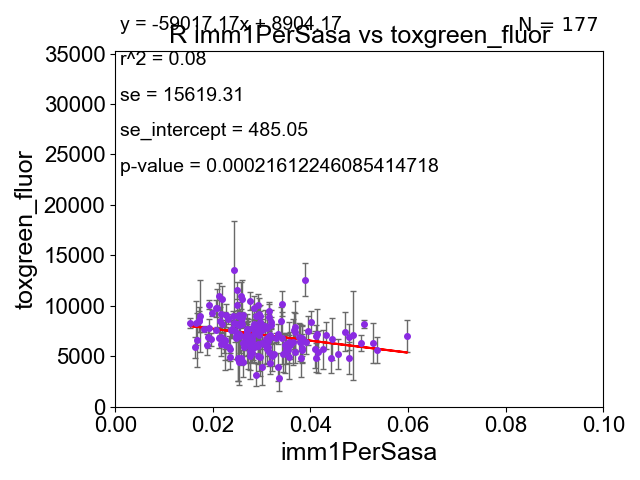 y = -59017.17x + 8904.17
N = 177
R imm1PerSasa vs toxgreen_fluor
r^2 = 0.08
se = 15619.31
se_intercept = 485.05
p-value = 0.00021612246085414718
35000
30000
25000
20000
15000
10000
5000
0
toxgreen_fluor
0.00
0.02
0.04
0.06
0.08
0.10
imm1PerSasa